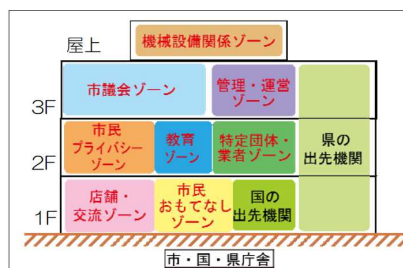 屋上
機械設備関係ゾーン
3F
市議会ゾーン
管理・運営
ゾーン
2F
市民
プライバシー
ゾーン
教育
ゾーン
特定団体・
業者ゾーン
県の
出先機関
1F
店舗・
交流ゾーン
市民
おもてなし
ゾーン
国の
出先機関
市・国・県庁舎